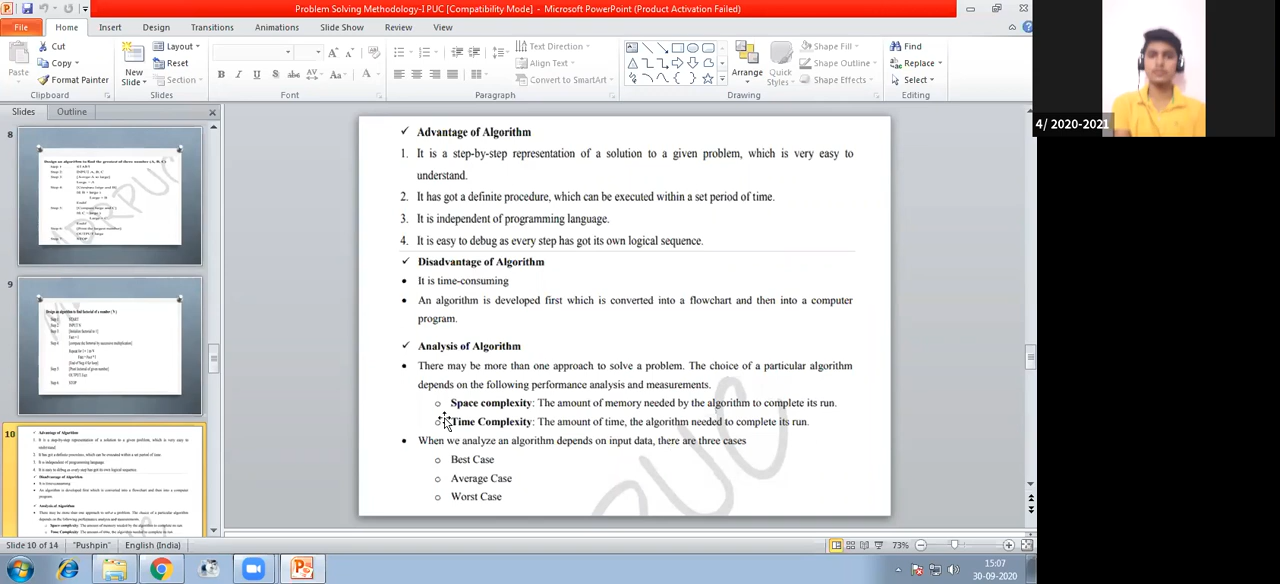 Problem Solving Methodology-I PUC [Compatibility Mode] - Microsoft PowerPoint (Product Activation Failed)
File Home Insert Design Transitions Animations Slide Show Review View
Paste Cut Copy Format Painter Clipboard
New Slide Layout Reset Section Slides
Font
Text Direction Align Text Convert to SmartArt Paragraph
Arrange Quick Styles Shape Fill Shape Outline Shape Effects Drawing
Find Replace Select Editing
Slides Outline
8
9
10
4/ 2020-2021
Advantage of Algorithm
1. It is a step-by-step representation of a solution to a given problem, which is very easy to
understand.
2. It has got a definite procedure, which can be executed within a set period of time.
3. It is independent of programming language.
4. It is easy to debug as every step has got its own logical sequence.
Disadvantage of Algorithm
It is time-consuming
An algorithm is developed first which is converted into a flowchart and then into a computer
program.
Analysis of Algorithm
There may be more than one approach to solve a problem. The choice of a particular algorithm
depends on the following performance analysis and measurements.
Space complexity: The amount of memory needed by the algorithm to complete its run.
Time Complexity: The amount of time, the algorithm needed to complete its run.
When we analyze an algorithm depends on input data, there are three cases
Best Case
Average Case
Worst Case
PUC
Slide 10 of 14 "Pushpin" English (India) 73%
15:07
30-09-2020